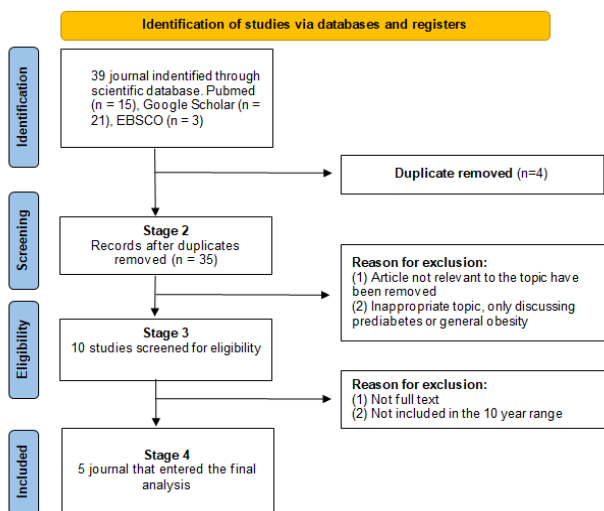 Identification of studies via databases and registers
Identification
39 journal indentified through
scientific database. Pubmed
(n = 15), Google Scholar (n =
21), EBSCO (n = 3)
Duplicate removed (n=4)
Screening
Stage 2
Records after duplicates
removed (n = 35)
Reason for exclusion:
(1) Article not relevant to the topic have
been removed
(2) Inappropriate topic, only discussing
prediabetes or general obesity
Eligibility
Stage 3
10 studies screened for eligibility
Reason for exclusion:
(1) Not full text
(2) Not included in the 10 year range
Included
Stage 4
5 journal that entered the final
analysis